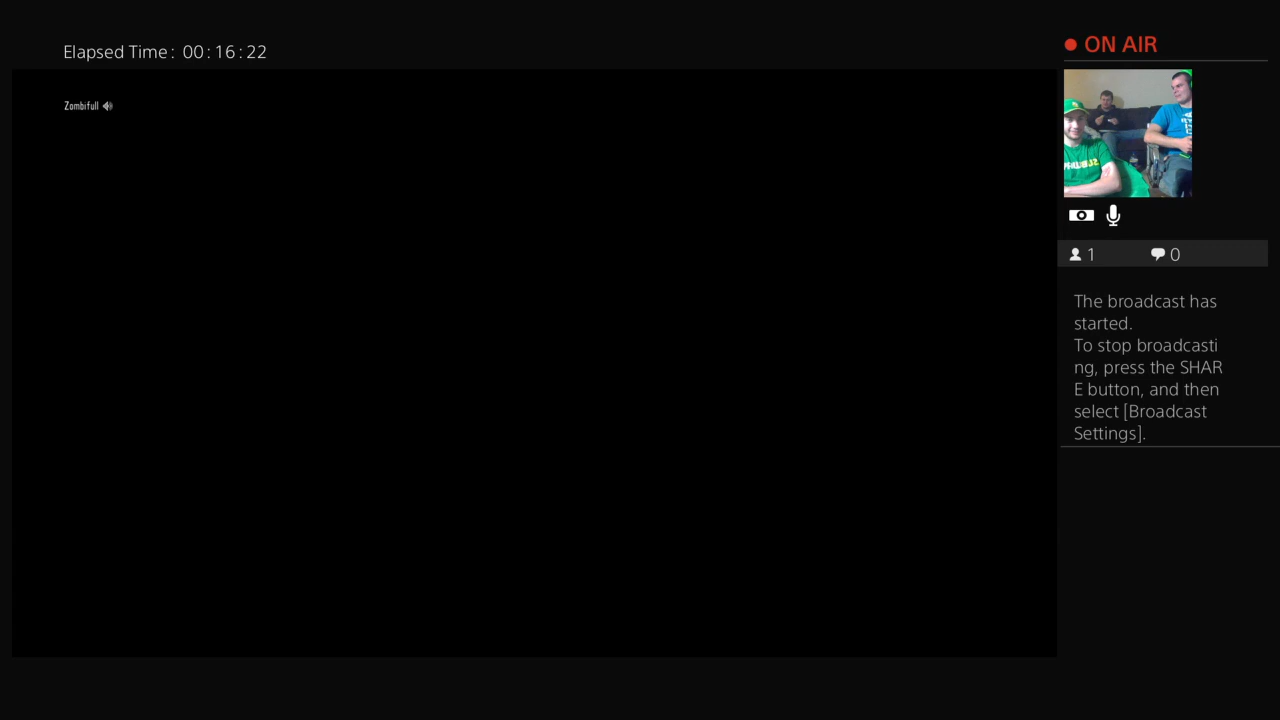 Elapsed Time: 00:16:22
ON AIR
Zombifull
1
0
The broadcast has
started.
To stop broadcasti
ng, press the SHAR
E button, and then
select [Broadcast
Settings].